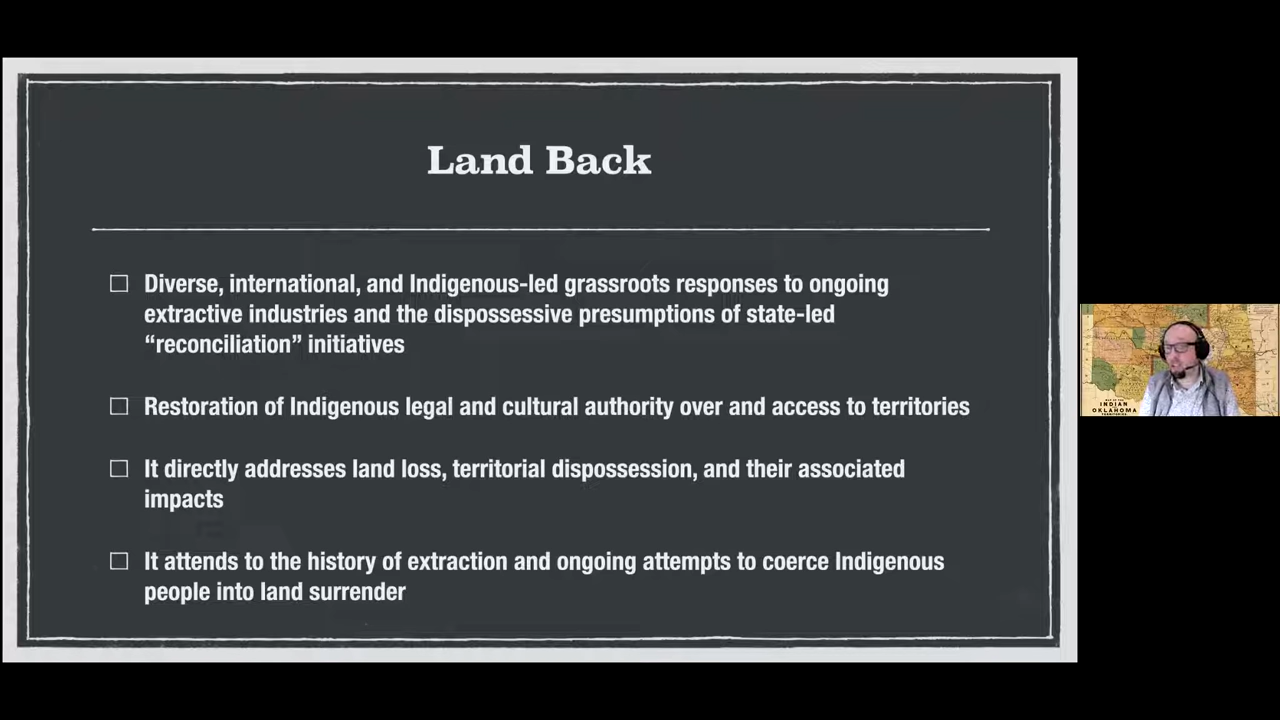 Land Back
Diverse, international, and Indigenous-led grassroots responses to ongoing
extractive industries and the dispossessive presumptions of state-led
“reconciliation” initiatives
Restoration of Indigenous legal and cultural authority over and access to territories
It directly addresses land loss, territorial dispossession, and their associated
impacts
It attends to the history of extraction and ongoing attempts to coerce Indigenous
people into land surrender
INDIAN
OKLAHOMA